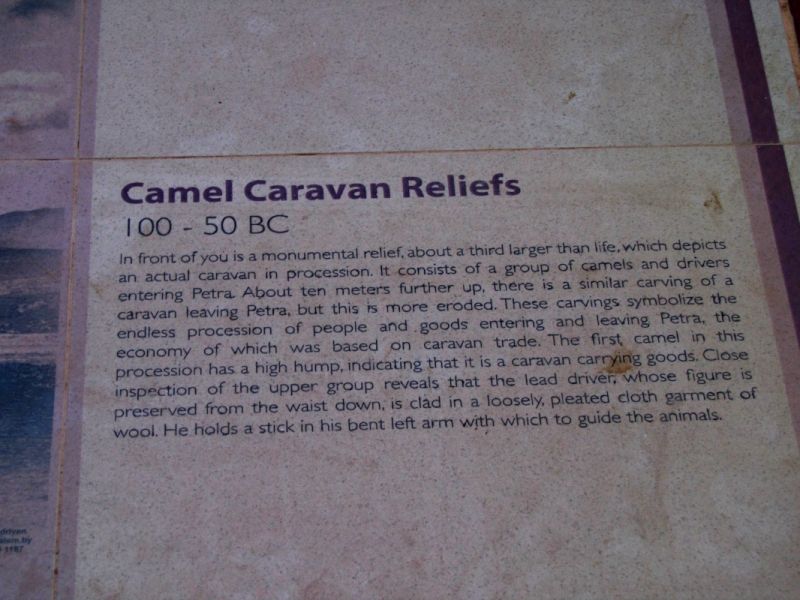 Camel Caravan Reliefs
100 - 50 BC
In front of you is a monumental relief, about a third larger than life, which depicts
an actual caravan in procession. It consists of a group of camels and drivers
entering Petra. About ten meters further up, there is a similar carving of a
caravan leaving Petra, but this is more eroded. These carvings symbolize the
endless procession of people and goods entering and leaving Petra, the
economy of which was based on caravan trade. The first camel in this
procession has a high hump, indicating that it is a caravan carrying goods. Close
inspection of the upper group reveals that the lead driver, whose figure is
preserved from the waist down, is clad in a loosely, pleated cloth garment of
wool. He holds a stick in his bent left arm with which to guide the animals.
driven
by
1187